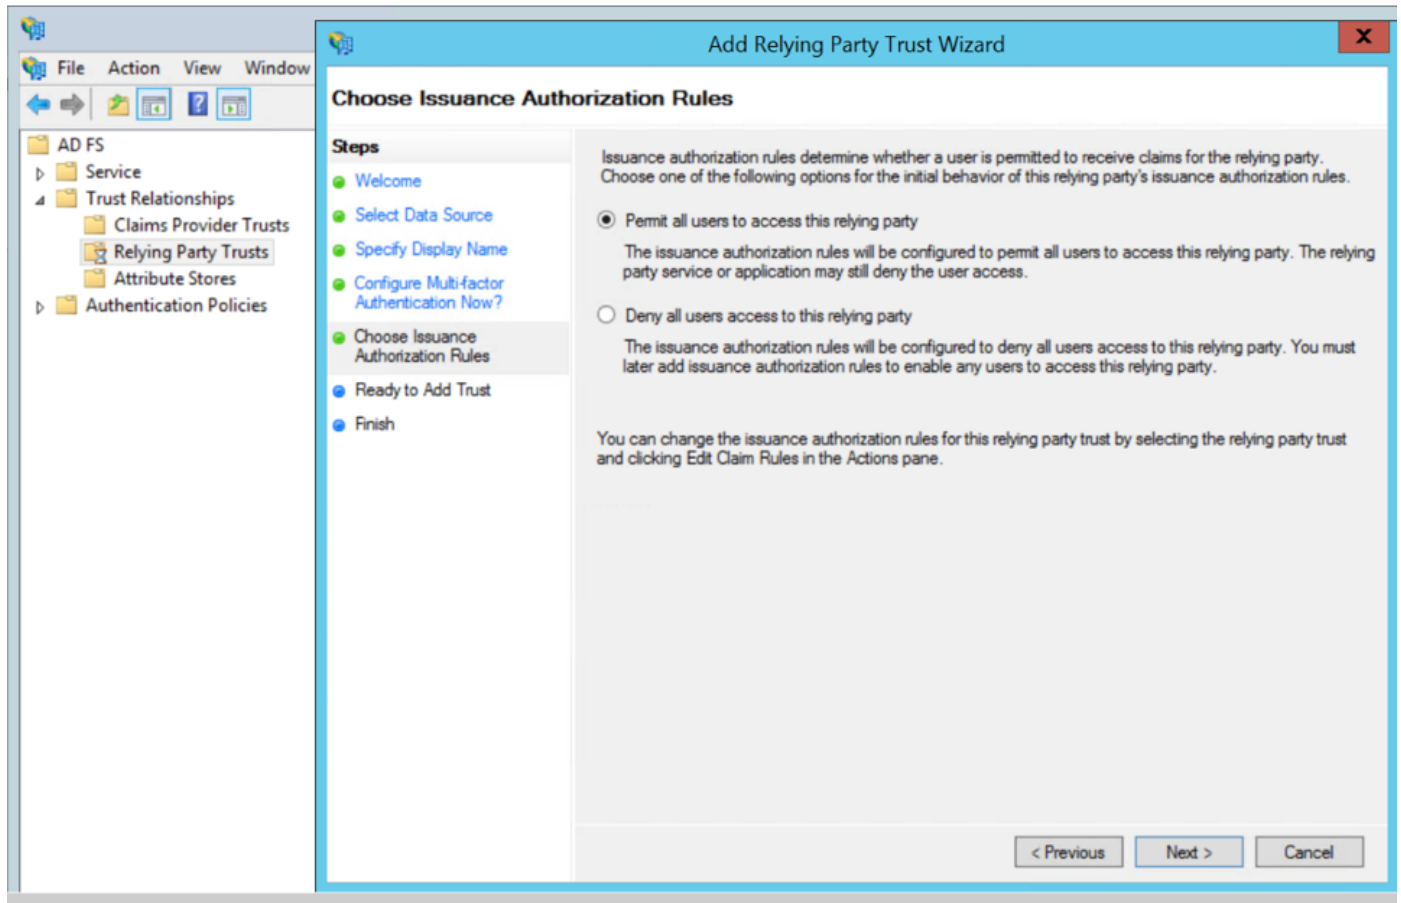 Add Relying Party Trust Wizard
X
File Action View Window
Choose Issuance Authorization Rules
AD FS
Service
Trust Relationships
Claims Provider Trusts
Relying Party Trusts
Attribute Stores
Authentication Policies
Steps
Welcome
Select Data Source
Specify Display Name
Configure Multi-factor
Authentication Now?
Choose Issuance
Authorization Rules
Ready to Add Trust
Finish
Issuance authorization rules determine whether a user is permitted to receive claims for the relying party.
Choose one of the following options for the initial behavior of this relying party's issuance authorization rules.
Permit all users to access this relying party
The issuance authorization rules will be configured to permit all users to access this relying party. The relying
party service or application may still deny the user access.
Deny all users access to this relying party
The issuance authorization rules will be configured to deny all users access to this relying party. You must
later add issuance authorization rules to enable any users to access this relying party.
You can change the issuance authorization rules for this relying party trust by selecting the relying party trust
and clicking Edit Claim Rules in the Actions pane.
< Previous
Next >
Cancel